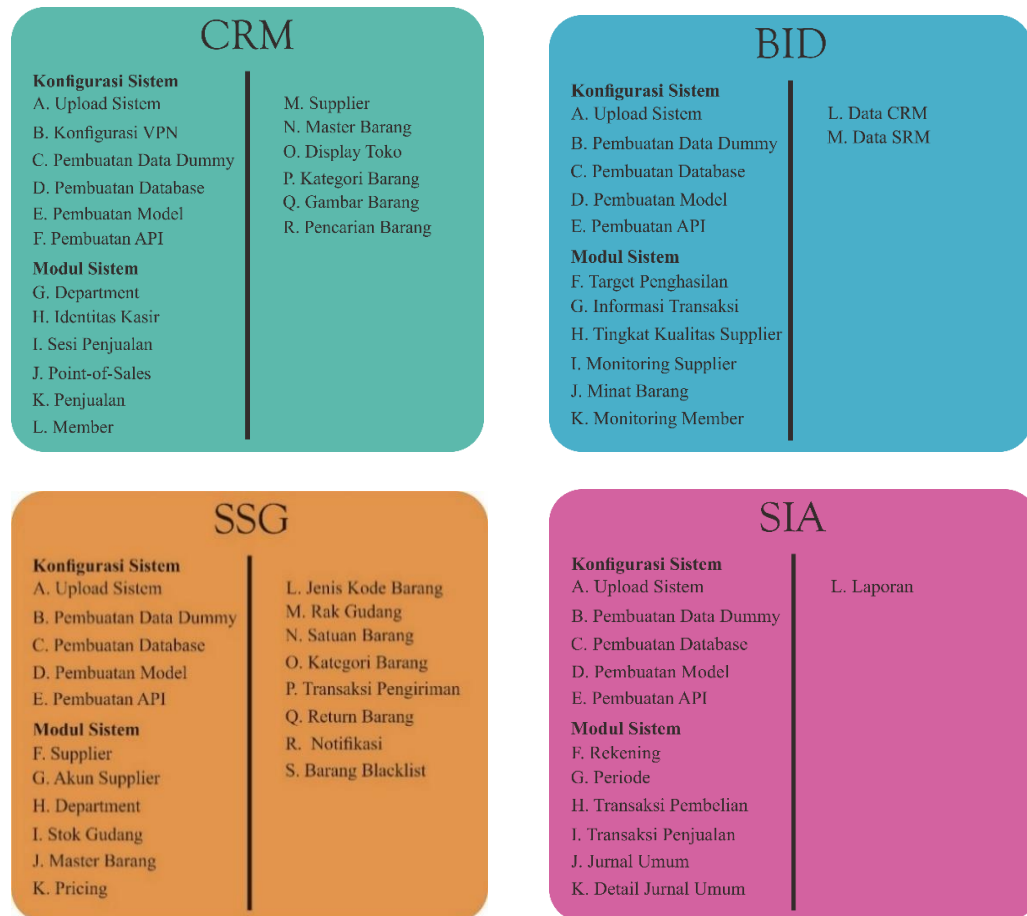 CRM
Konfigurasi Sistem
A. Upload Sistem
B. Konfigurasi VPN
C. Pembuatan Data Dummy
D. Pembuatan Database
E. Pembuatan Model
F. Pembuatan API
Modul Sistem
G. Department
H. Identitas Kasir
I. Sesi Penjualan
J. Point-of-Sales
K. Penjualan
L. Member
M. Supplier
N. Master Barang
O. Display Toko
P. Kategori Barang
Q. Gambar Barang
R. Pencarian Barang
BID
Konfigurasi Sistem
A. Upload Sistem
B. Pembuatan Data Dummy
C. Pembuatan Database
D. Pembuatan Model
E. Pembuatan API
Modul Sistem
F. Target Penghasilan
G. Informasi Transaksi
H. Tingkat Kualitas Supplier
I. Monitoring Supplier
J. Minat Barang
K. Monitoring Member
L. Data CRM
M. Data SRM
SSG
Konfigurasi Sistem
A. Upload Sistem
B. Pembuatan Data Dummy
C. Pembuatan Database
D. Pembuatan Model
E. Pembuatan API
Modul Sistem
F. Supplier
G. Akun Supplier
H. Department
I. Stok Gudang
J. Master Barang
K. Pricing
L. Jenis Kode Barang
M. Rak Gudang
N. Satuan Barang
O. Kategori Barang
P. Transaksi Pengiriman
Q. Return Barang
R. Notifikasi
S. Barang Blacklist
SIA
Konfigurasi Sistem
A. Upload Sistem
B. Pembuatan Data Dummy
C. Pembuatan Database
D. Pembuatan Model
E. Pembuatan API
Modul Sistem
F. Rekening
G. Periode
H. Transaksi Pembelian
I. Transaksi Penjualan
J. Jurnal Umum
K. Detail Jurnal Umum
L. Laporan